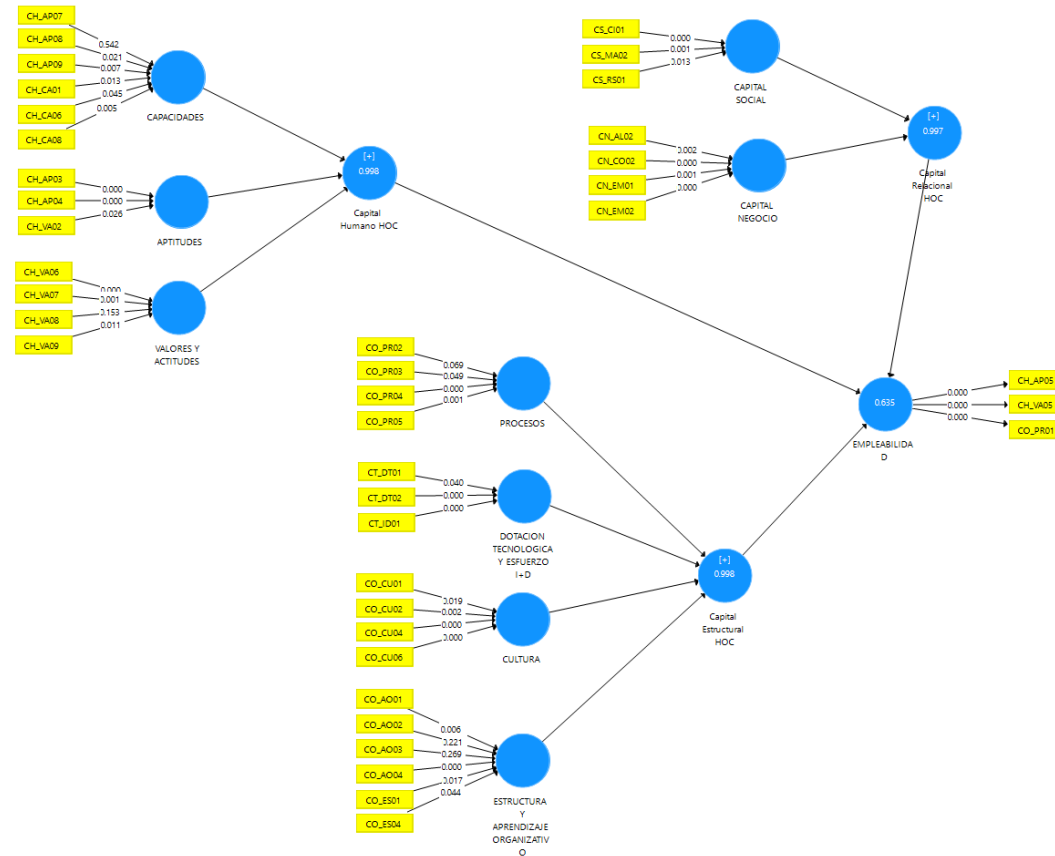 CH_AP07
CH_AP08
CH_AP09
CH_CA01
CH_CA06
CH_CA08
0.542
0.021
0.007
0.013
0.045
0.005
CAPACIDADES
CH_AP03
CH_AP04
CH_VA02
0.000
0.000
0.026
APTITUDES
CH_VA06
CH_VA07
CH_VA08
CH_VA09
0.000
0.001
0.153
0.011
VALORES Y
ACTITUDES
[+]
0.998
Capital
Humano HOC
CS_CI01
CS_MA02
CS_RS01
0.000
0.001
0.013
CAPITAL
SOCIAL
CN_AL02
CN_CO02
CN_EM01
CN_EM02
0.002
0.000
0.001
0.000
CAPITAL
NEGOCIO
[+]
0.997
Capital
Relacional
HOC
CO_PR02
CO_PR03
CO_PR04
CO_PR05
0.069
0.049
0.000
0.001
PROCESOS
CT_DT01
CT_DT02
CT_ID01
0.040
0.000
0.000
DOTACION
TECNOLOGICA
Y ESFUERZO
I+D
CO_CU01
CO_CU02
CO_CU04
CO_CU06
0.019
0.002
0.000
0.000
CULTURA
CO_AO01
CO_AO02
CO_AO03
CO_AO04
CO_ES01
CO_ES04
0.006
0.221
0.269
0.000
0.017
0.044
ESTRUCTURA
Y
APRENDIZAJE
ORGANIZATIV
O
[+]
0.998
Capital
Estructural
HOC
0.635
EMPLEABILIDA
D
0.000
0.000
0.000
CH_AP05
CH_VA05
CO_PR01